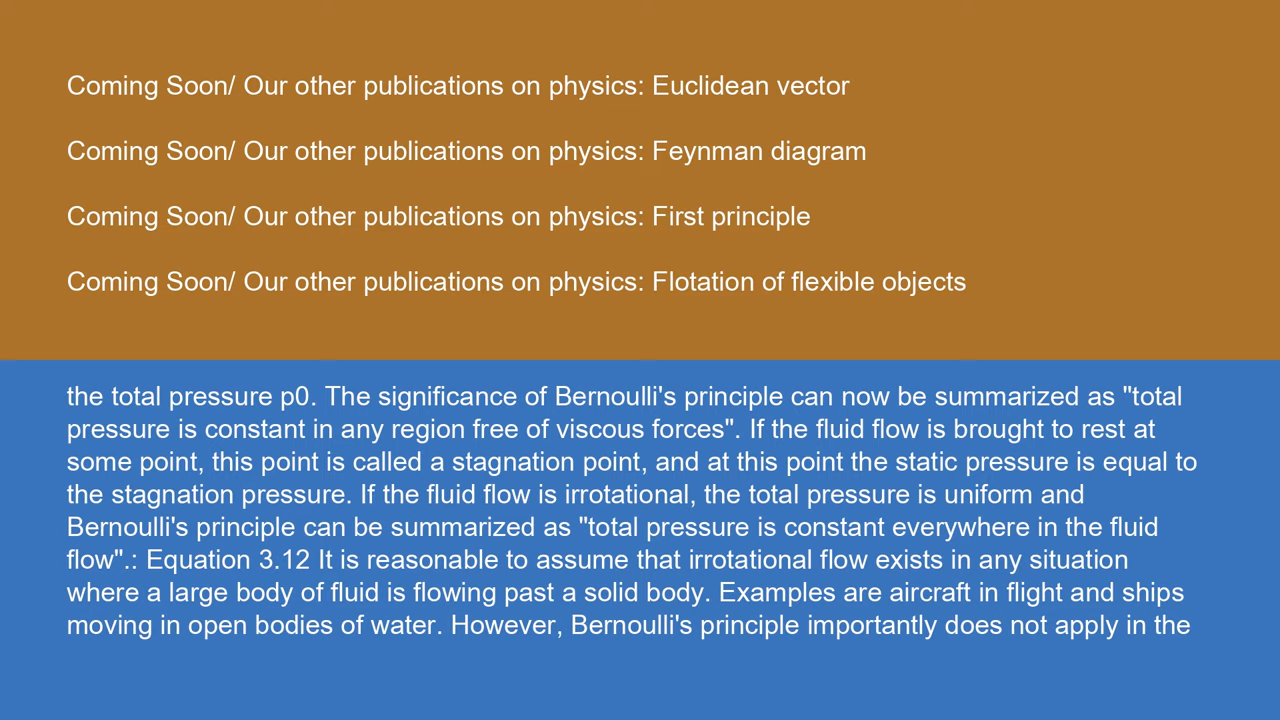 Coming Soon/ Our other publications on physics: Euclidean vector
Coming Soon/ Our other publications on physics: Feynman diagram
Coming Soon/ Our other publications on physics: First principle
Coming Soon/ Our other publications on physics: Flotation of flexible objects
the total pressure p0. The significance of Bernoulli's principle can now be summarized as "total
pressure is constant in any region free of viscous forces". If the fluid flow is brought to rest at
some point, this point is called a stagnation point, and at this point the static pressure is equal to
the stagnation pressure. If the fluid flow is irrotational, the total pressure is uniform and
Bernoulli's principle can be summarized as "total pressure is constant everywhere in the fluid
flow".: Equation 3.12 It is reasonable to assume that irrotational flow exists in any situation
where a large body of fluid is flowing past a solid body. Examples are aircraft in flight and ships
moving in open bodies of water. However, Bernoulli's principle importantly does not apply in the